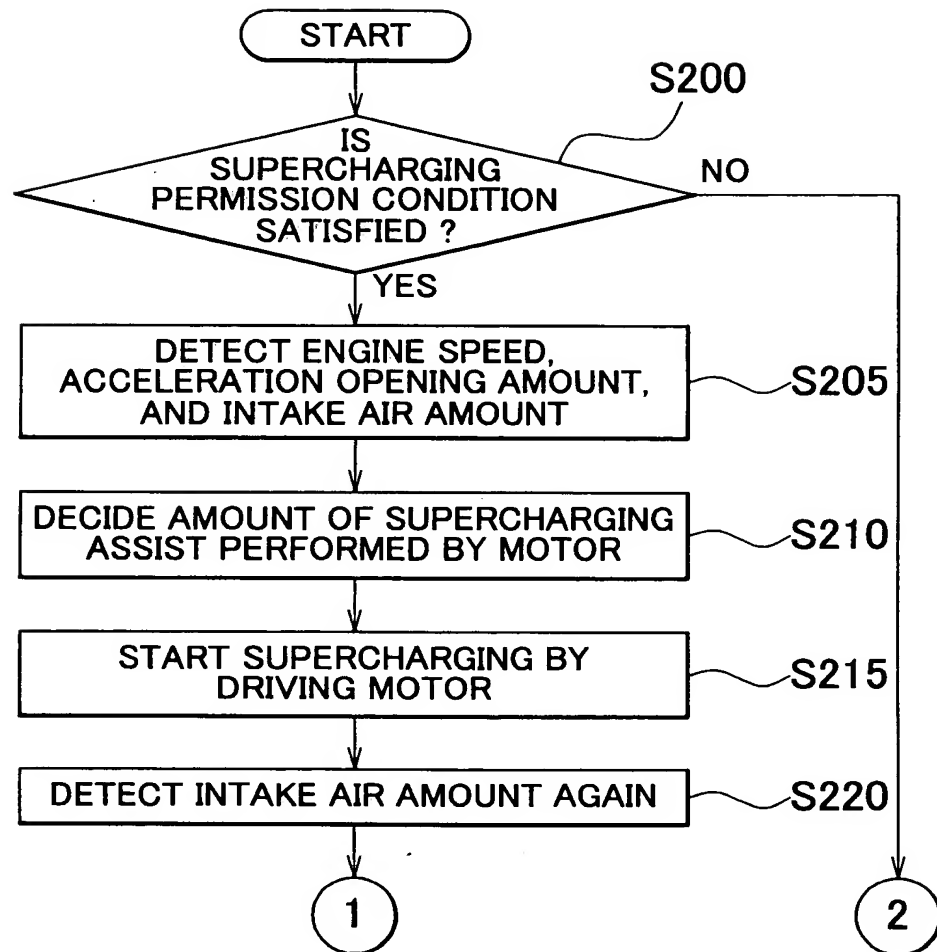 START
S200
IS
SUPERCHARGING
PERMISSION CONDITION
SATISFIED ?
NO
YES
DETECT ENGINE SPEED,
ACCELERATION OPENING AMOUNT,
AND INTAKE AIR AMOUNT
S205
DECIDE AMOUNT OF SUPERCHARGING
ASSIST PERFORMED BY MOTOR
S210
START SUPERCHARGING BY
DRIVING MOTOR
S215
DETECT INTAKE AIR AMOUNT AGAIN
S220
1
2